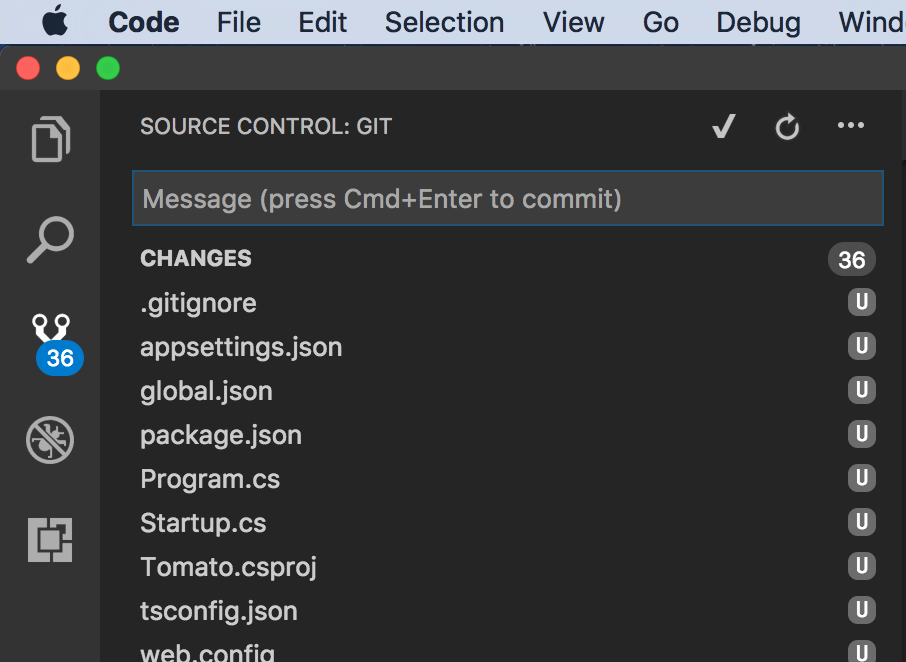 Code File Edit Selection View Go Debug Wind
SOURCE CONTROL: GIT
Message (press Cmd+Enter to commit)
CHANGES 36
.gitignore U
appsettings.json U
36
global.json U
package.json U
Program.cs U
Startup.cs U
Tomato.csproj U
tsconfig.json U
web.config U